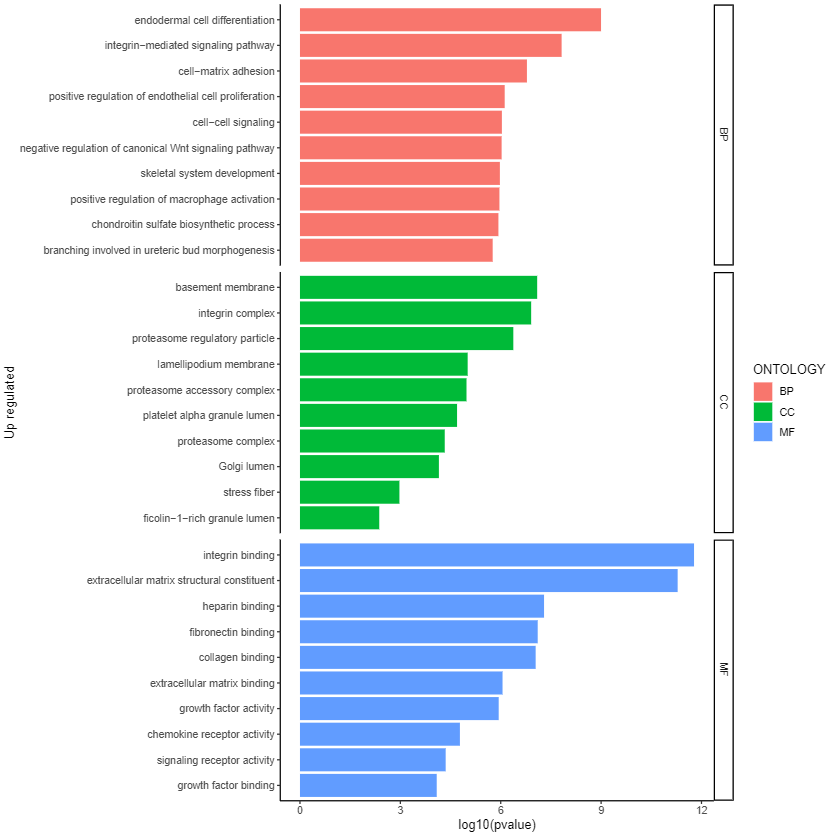 endodermal cell differentiation
integrin−mediated signaling pathway
cell−matrix adhesion
positive regulation of endothelial cell proliferation
cell−cell signaling
negative regulation of canonical Wnt signaling pathway
skeletal system development
positive regulation of macrophage activation
chondroitin sulfate biosynthetic process
branching involved in ureteric bud morphogenesis
BP
basement membrane
integrin complex
proteasome regulatory particle
lamellipodium membrane
proteasome accessory complex
platelet alpha granule lumen
proteasome complex
Golgi lumen
stress fiber
ficolin−1−rich granule lumen
CC
integrin binding
extracellular matrix structural constituent
heparin binding
fibronectin binding
collagen binding
extracellular matrix binding
growth factor activity
chemokine receptor activity
signaling receptor activity
growth factor binding
MF
0 3 6 9 12
log10(pvalue)
Up regulated
ONTOLOGY
BP
CC
MF